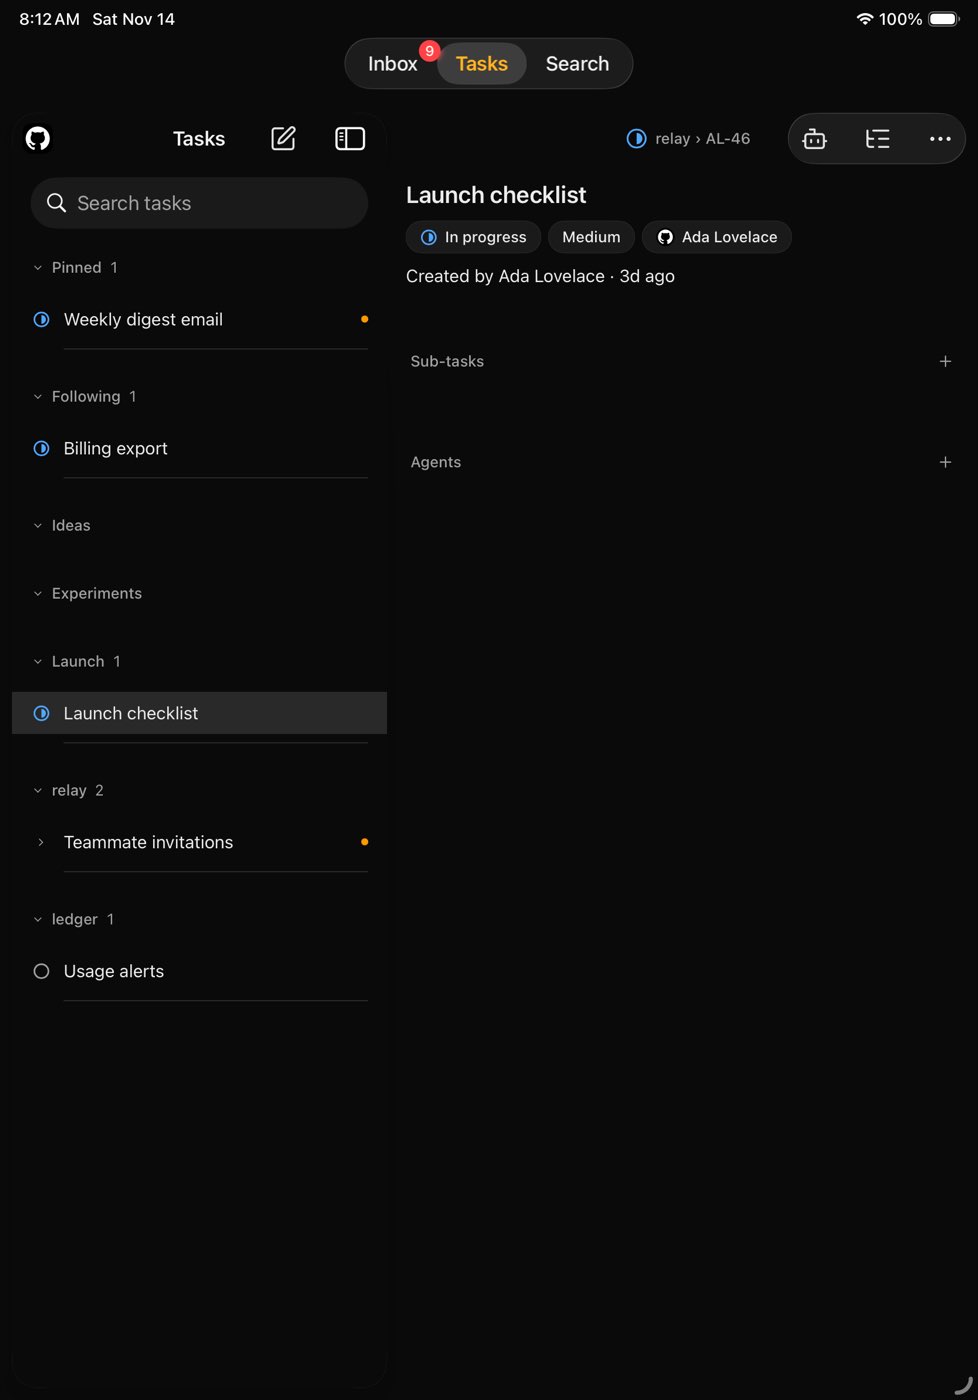 8:12 AM Sat Nov 14
100%
Inbox 9 Tasks Search
Tasks
Search tasks
Pinned 1
Weekly digest email
Following 1
Billing export
Ideas
Experiments
Launch 1
Launch checklist
relay 2
Teammate invitations
ledger 1
Usage alerts
relay › AL-46
Launch checklist
In progress Medium Ada Lovelace
Created by Ada Lovelace · 3d ago
Sub-tasks
Agents